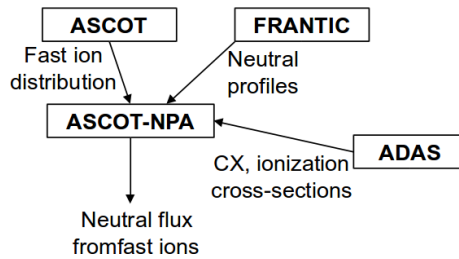 ASCOT
FRANTIC
Fast ion
distribution
Neutral
profiles
ASCOT-NPA
ADAS
CX, ionization
cross-sections
Neutral flux
fromfast ions